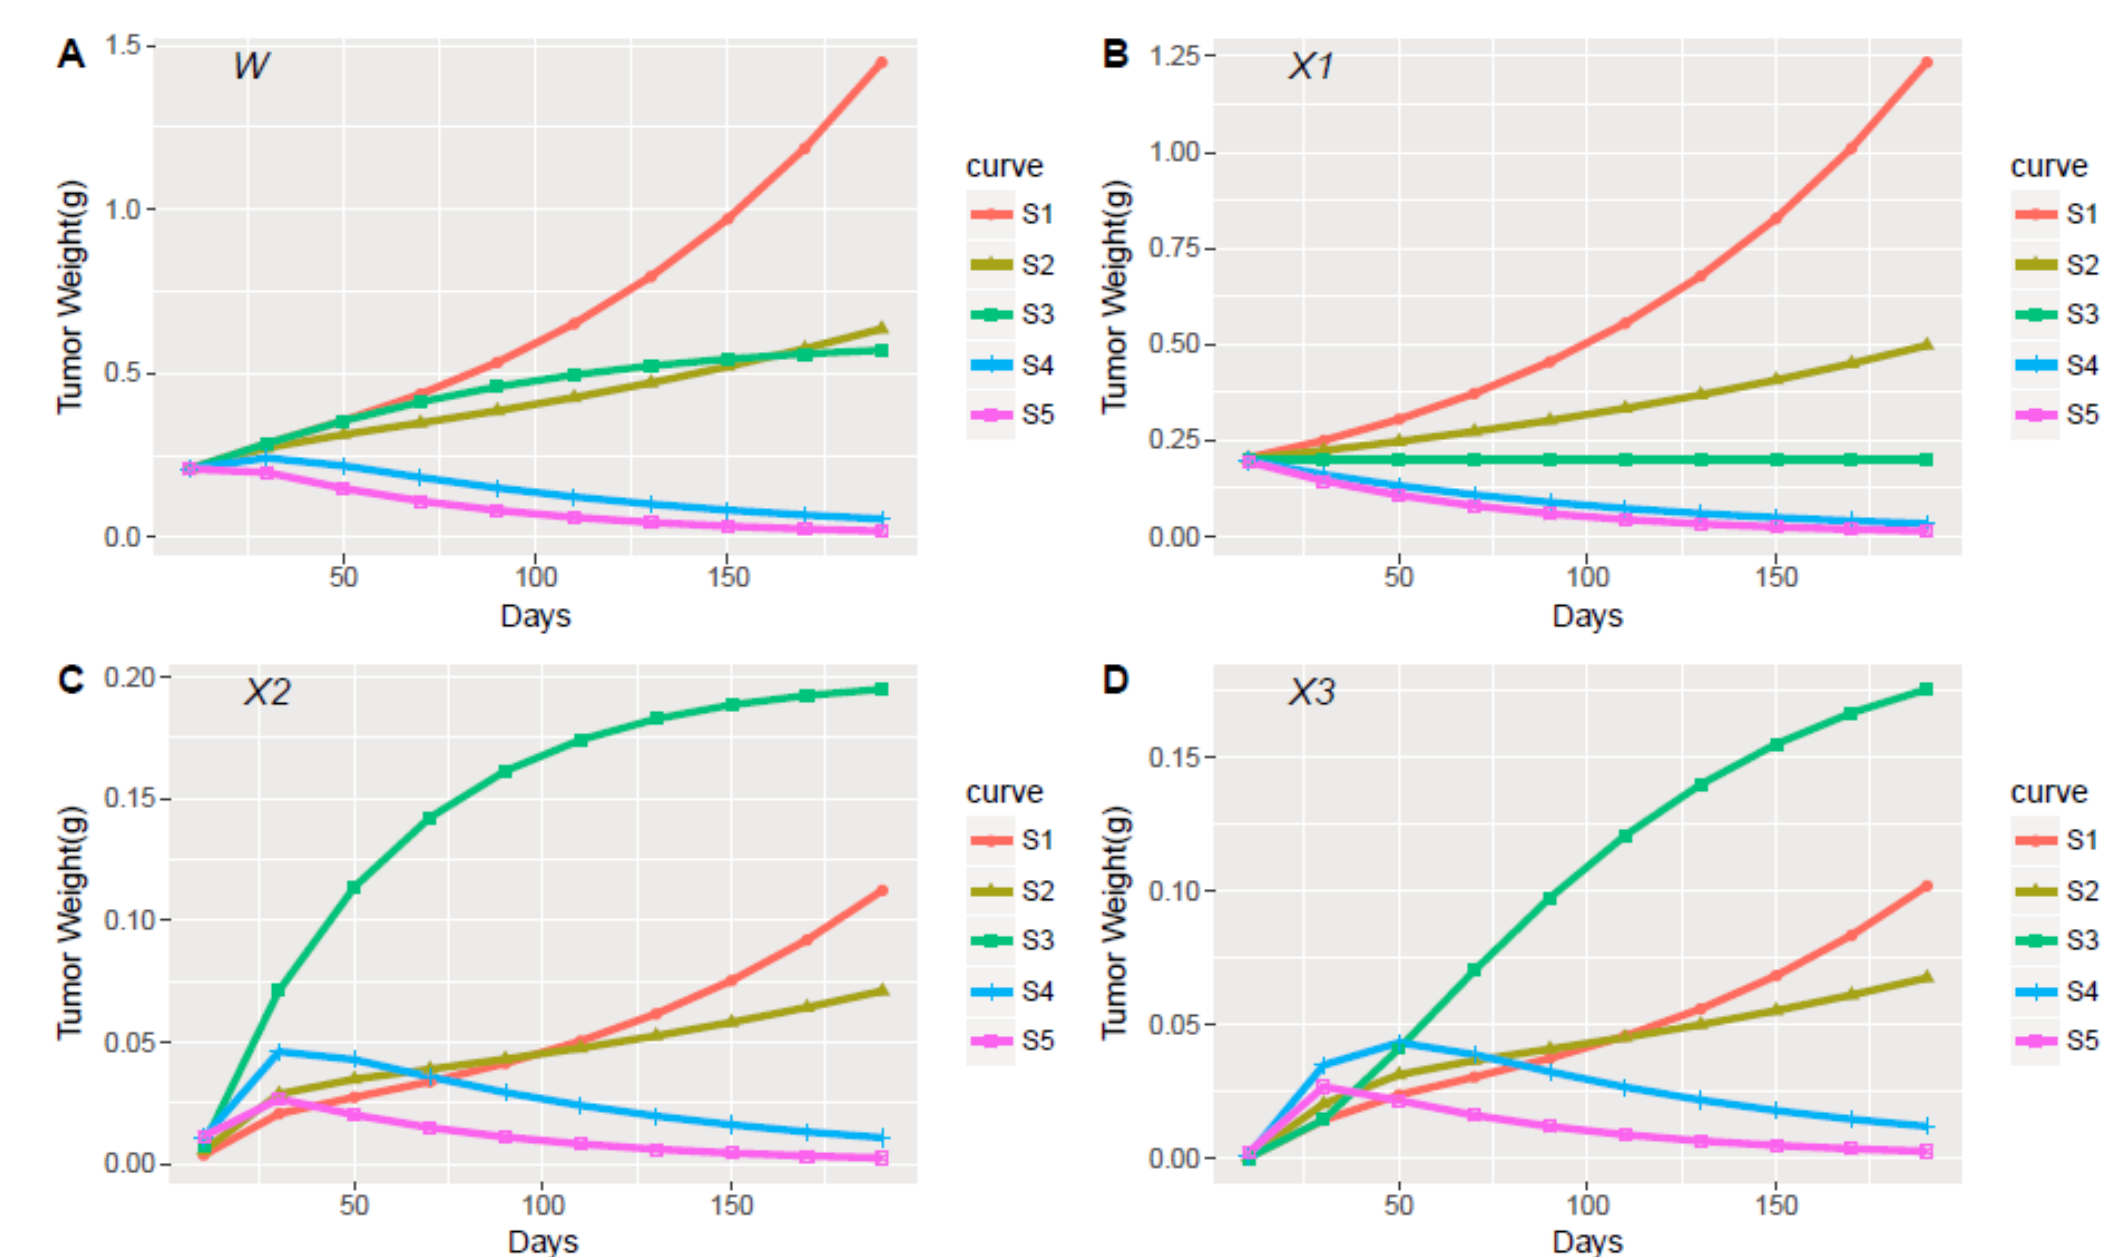 A
W
1.5
1.0
0.5
0.0
Tumor Weight(g)
50 100 150
Days
curve
S1
S2
S3
S4
S5
B
X1
1.25
1.00
0.75
0.50
0.25
0.00
Tumor Weight(g)
50 100 150
Days
curve
S1
S2
S3
S4
S5
C
X2
0.20
0.15
0.10
0.05
0.00
Tumor Weight(g)
50 100 150
Days
curve
S1
S2
S3
S4
S5
D
X3
0.15
0.10
0.05
0.00
Tumor Weight(g)
50 100 150
Days
curve
S1
S2
S3
S4
S5